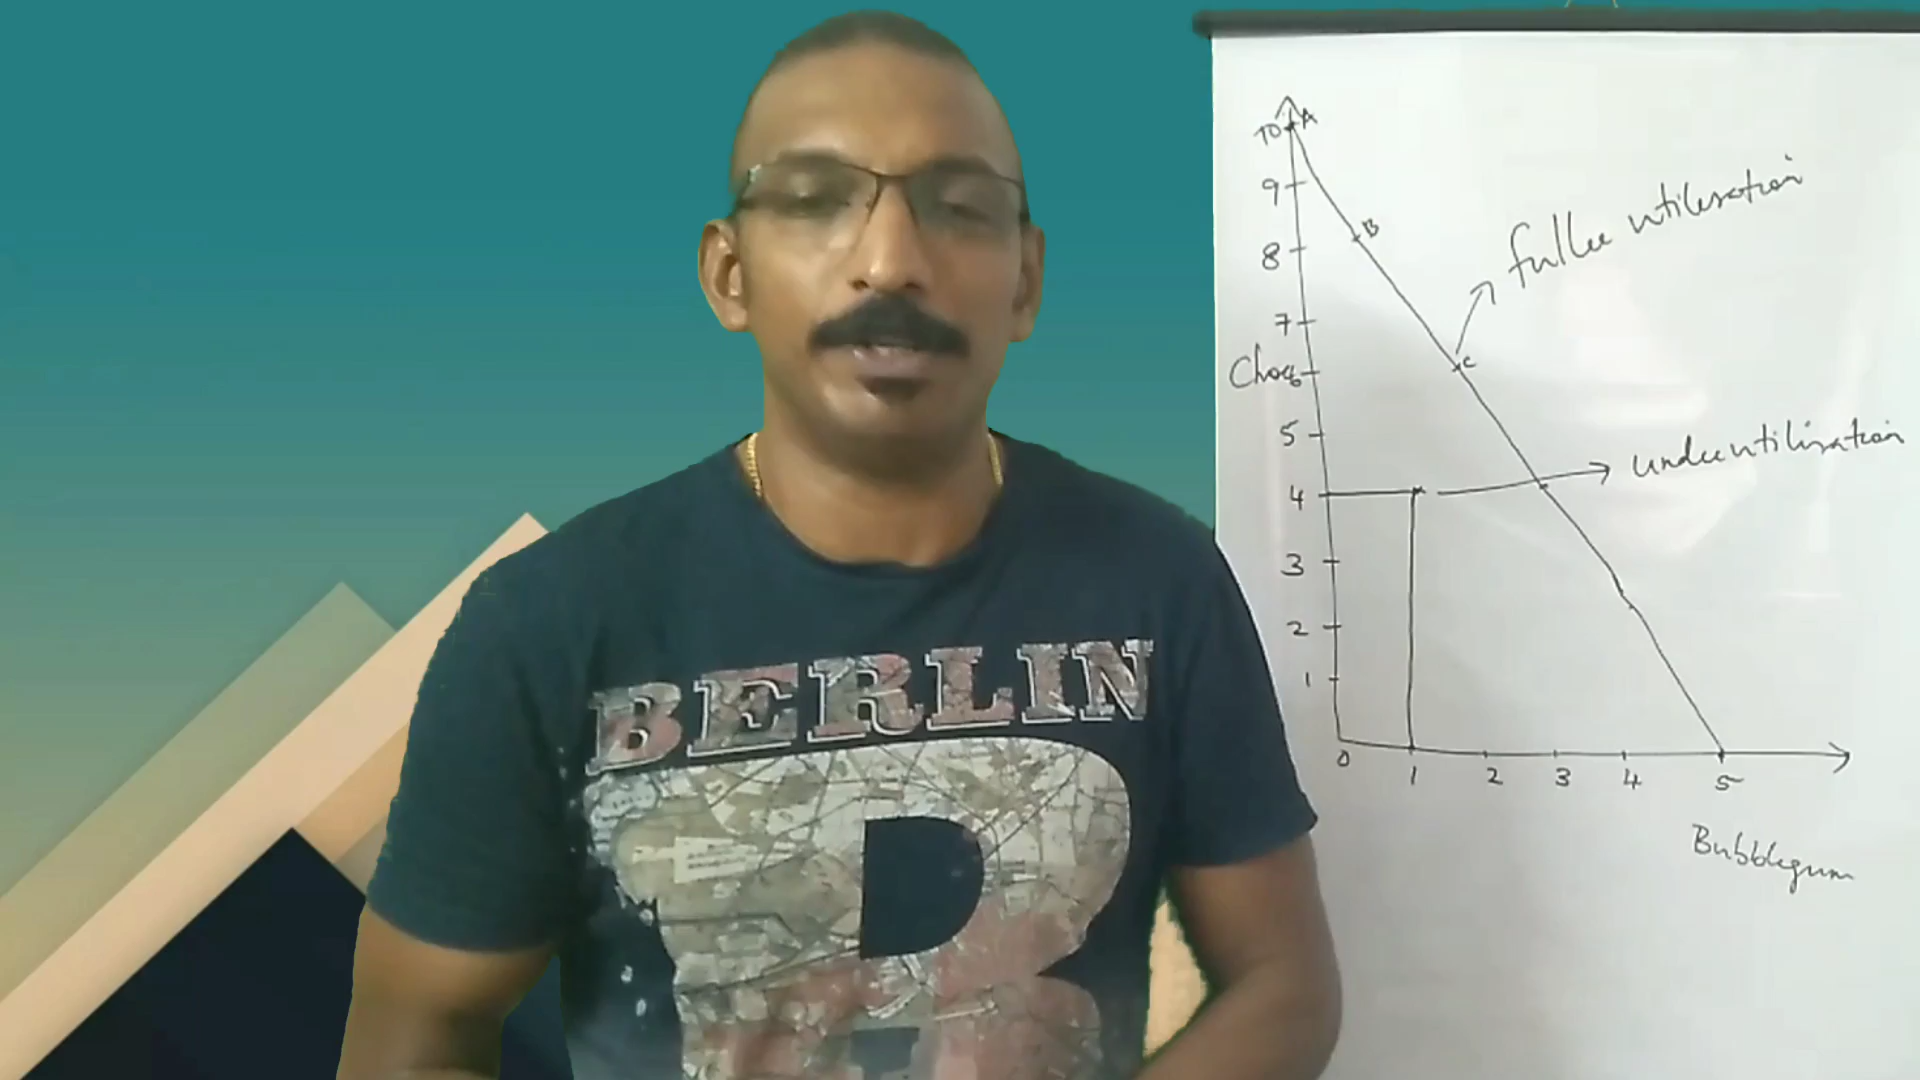 BERLIN
B
10 A
9
B
8
fulle utilisation
7
C
Choc
6
5
underutilisation
4
3
2
1
0 1 2 3 4 5
Bubblegum